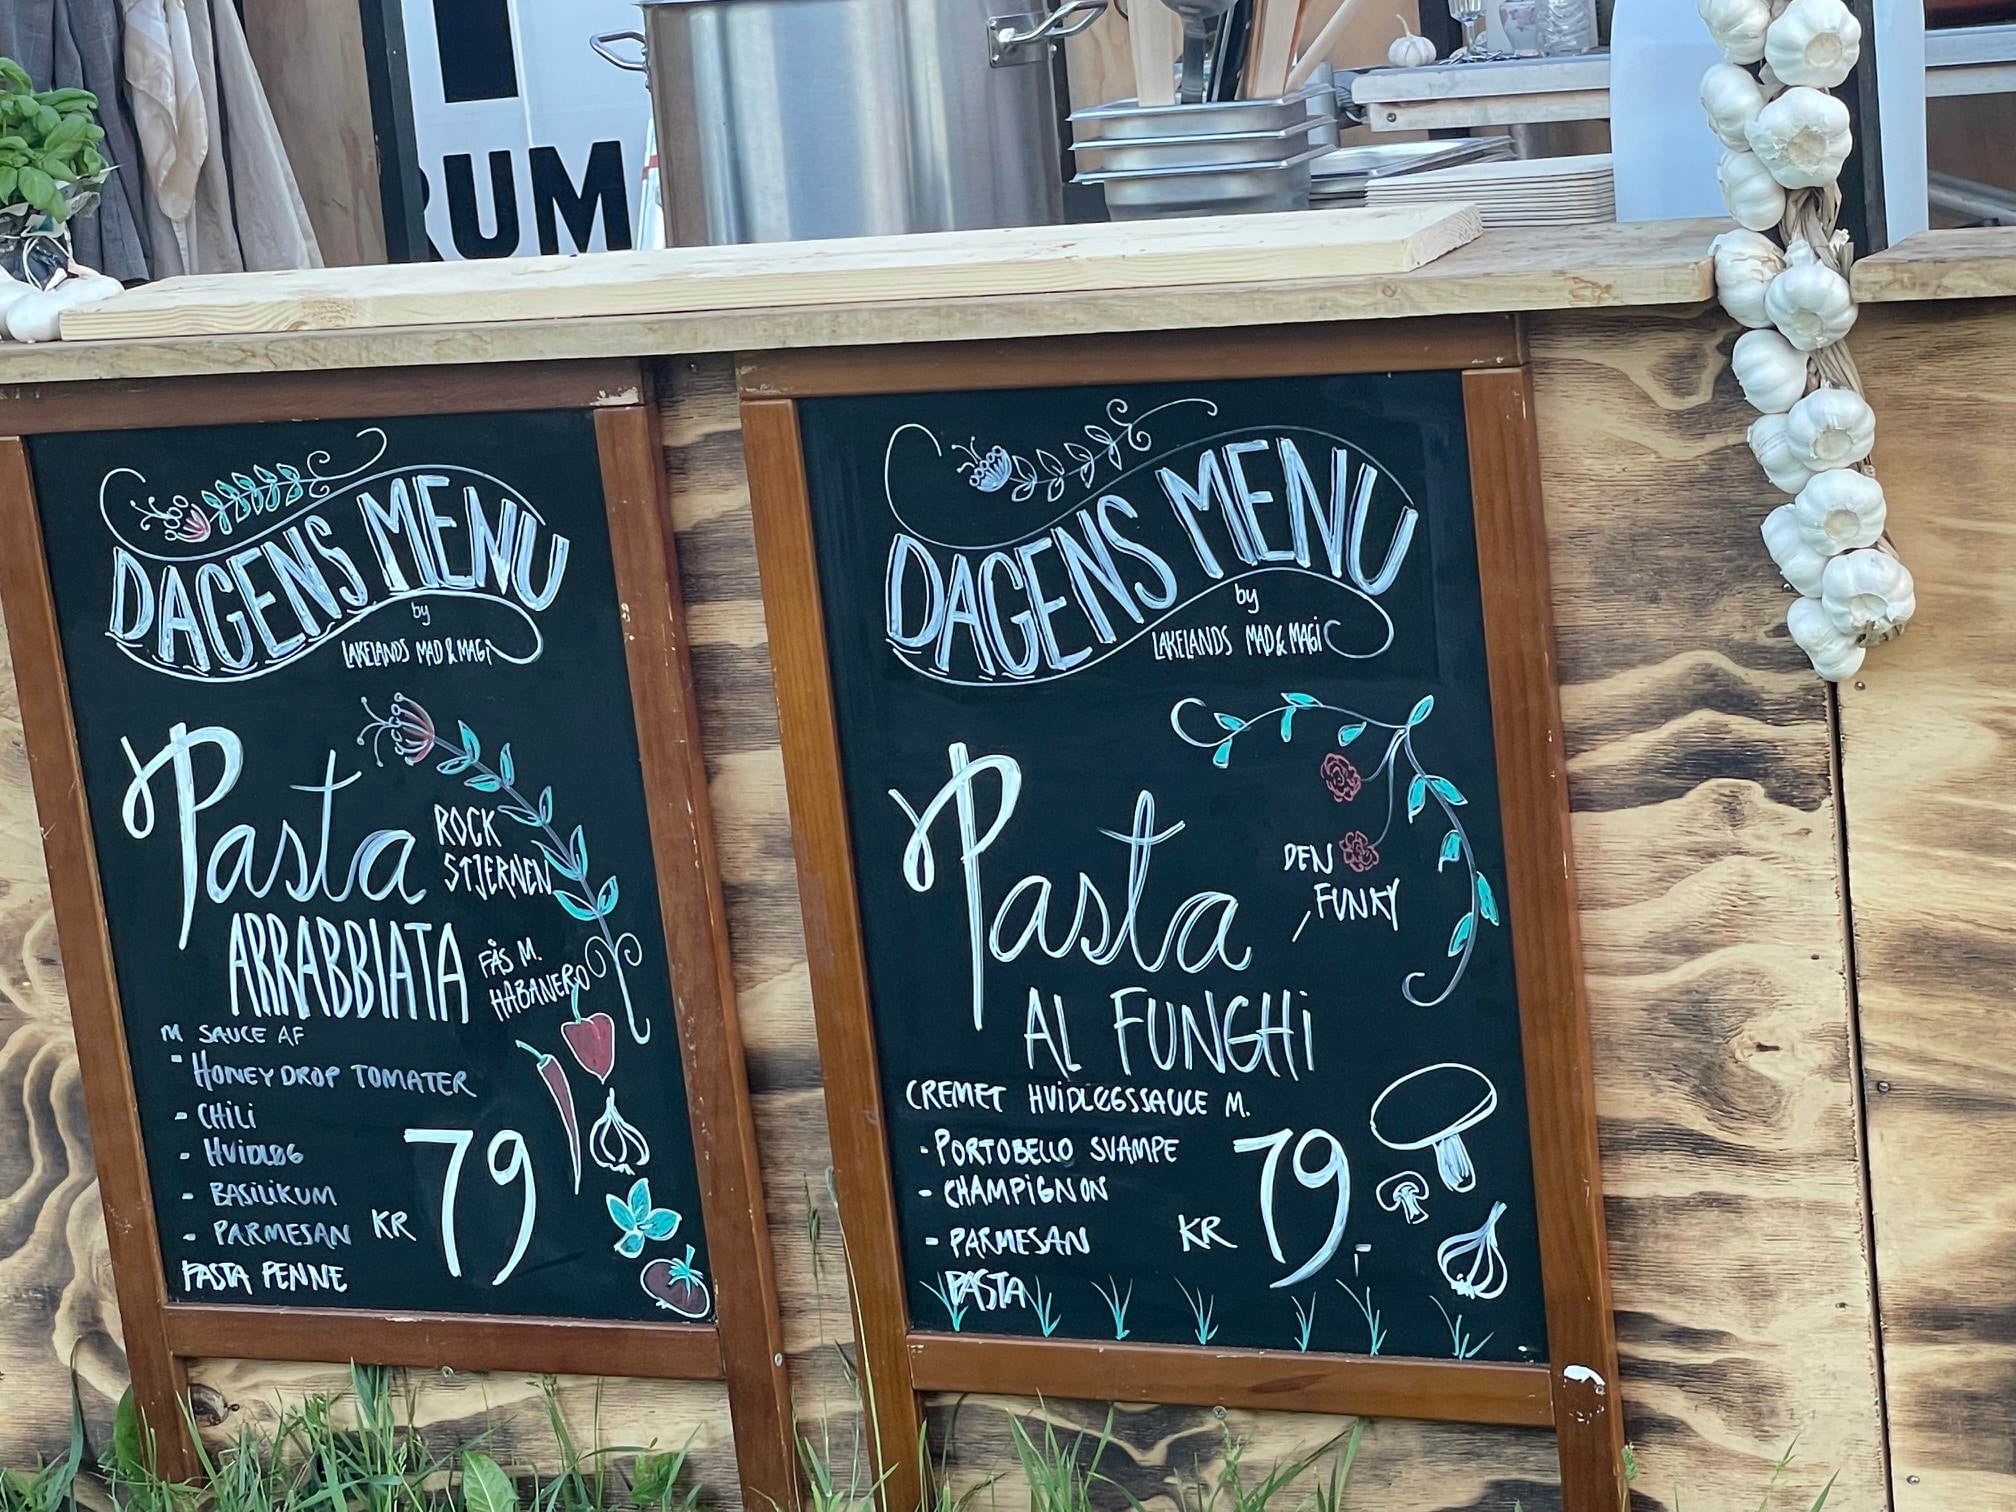 RUM
DAGENS MENU
by
LAKELANDS MAD & MAGi
Pasta
ROCK
STJERNEN
ARRABBIATA
FÅS M.
HABANERO
M SAUCE AF
- HONEYDROP TOMATER
- CHiLi
- HViDLØG
- BASiLiKUM
- PARMESAN
PASTA PENNE
KR 79
DAGENS MENU
by
LAKELANDS MAD & MAGi
Pasta
DEN
FUNKY
AL FUNGHi
CREMET HViDLØGSSAUCE M.
- PORTOBELLO SVAMPE
- CHAMPiGNON
- PARMESAN
PASTA
KR 79.-